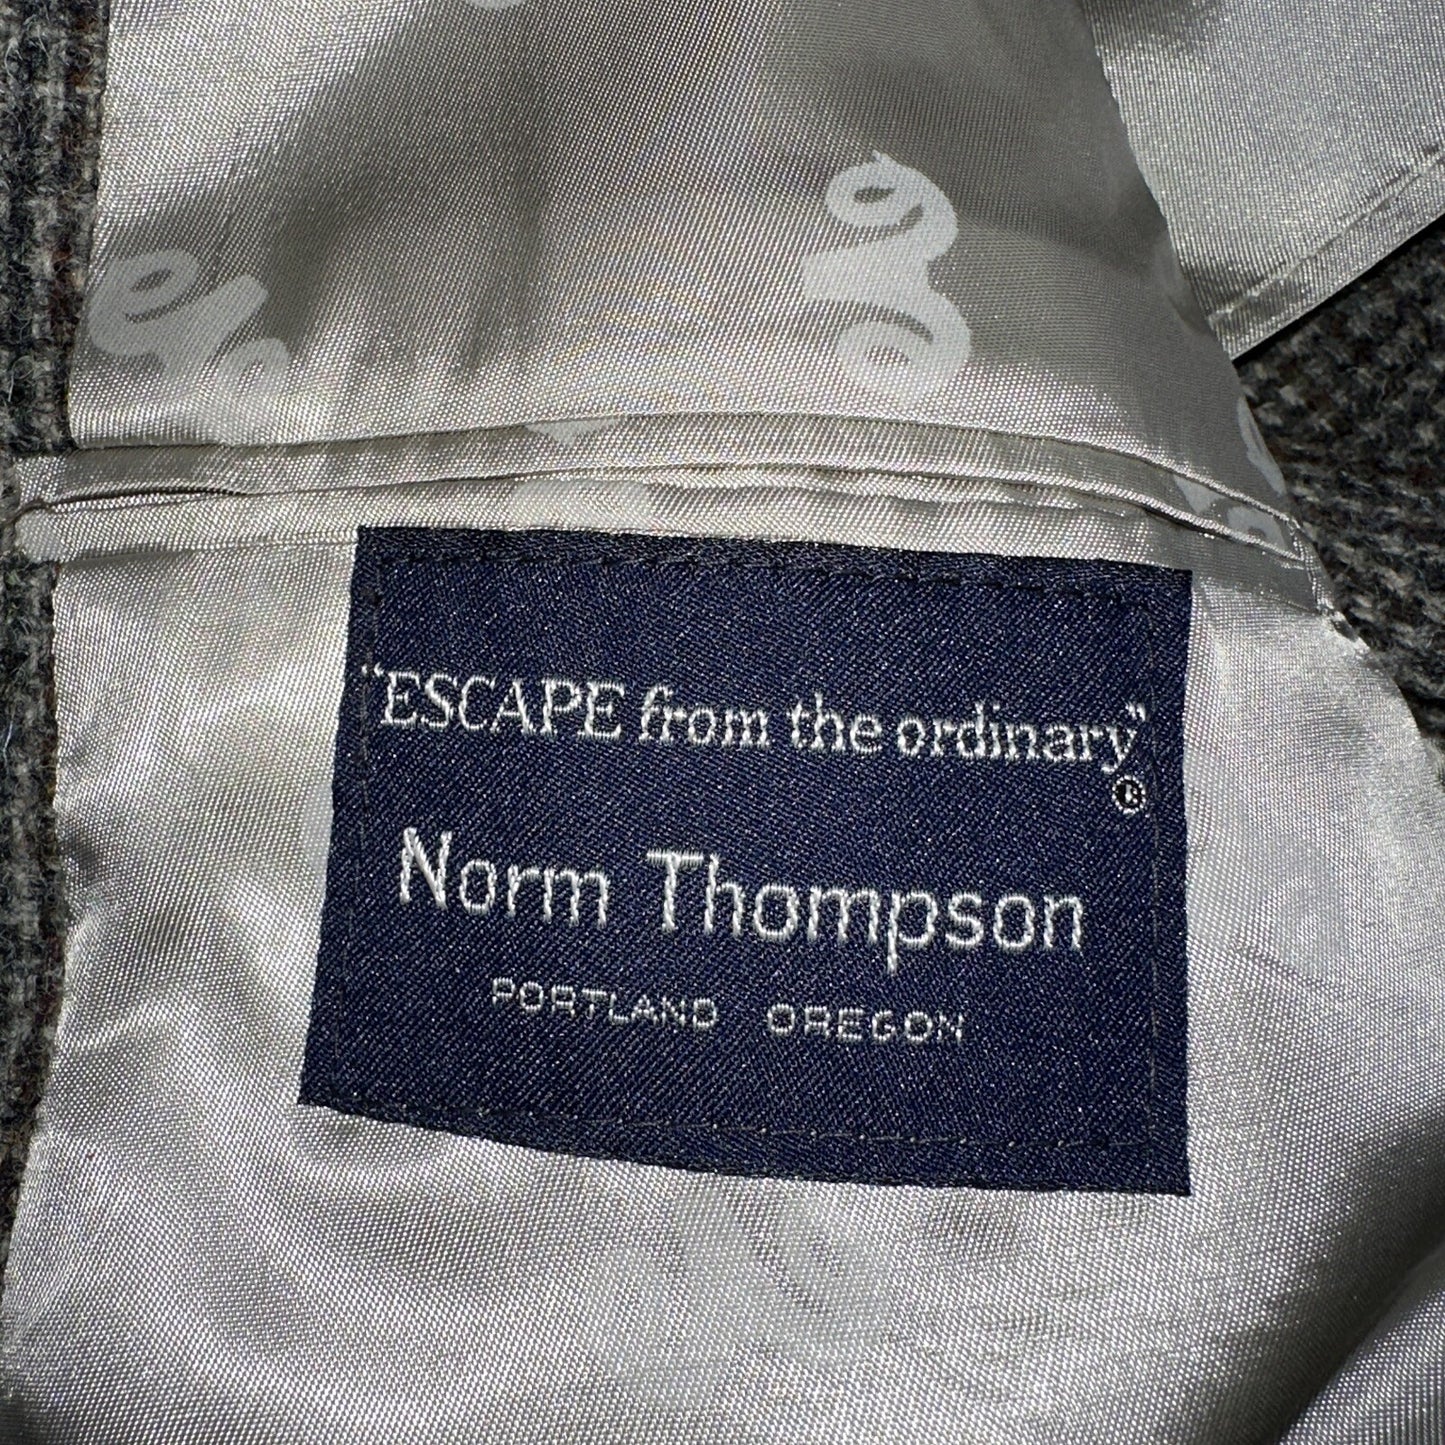 “ESCAPE from the ordinary”
®
Norm Thompson
PORTLAND OREGON